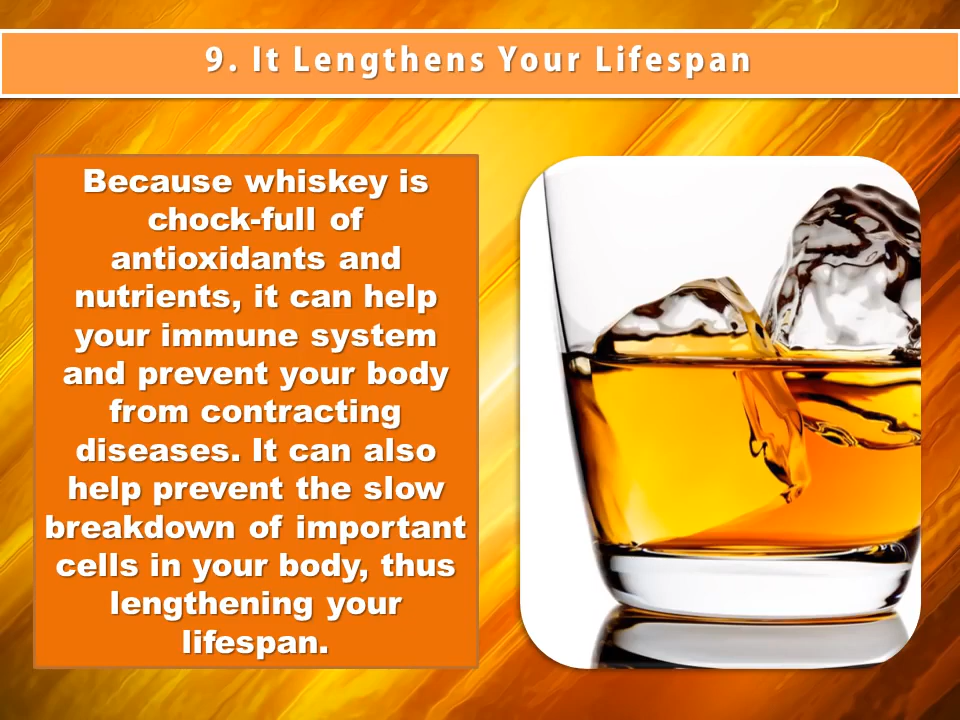 9. It Lengthens Your Lifespan
Because whiskey is
chock-full of
antioxidants and
nutrients, it can help
your immune system
and prevent your body
from contracting
diseases. It can also
help prevent the slow
breakdown of important
cells in your body, thus
lengthening your
lifespan.